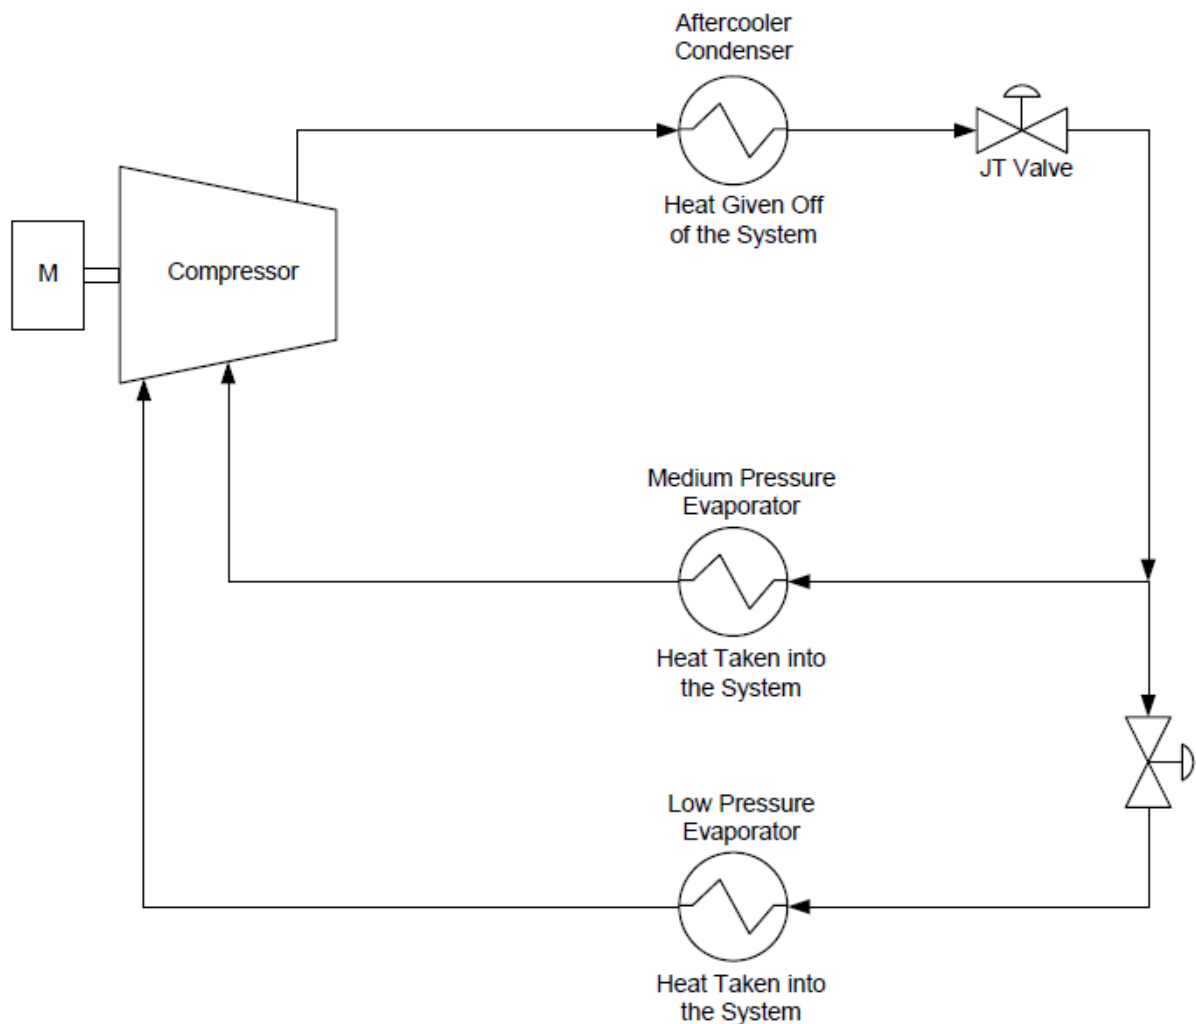 Aftercooler
Condenser
JT Valve
Heat Given Off
of the System
M
Compressor
Medium Pressure
Evaporator
Heat Taken into
the System
Low Pressure
Evaporator
Heat Taken into
the System